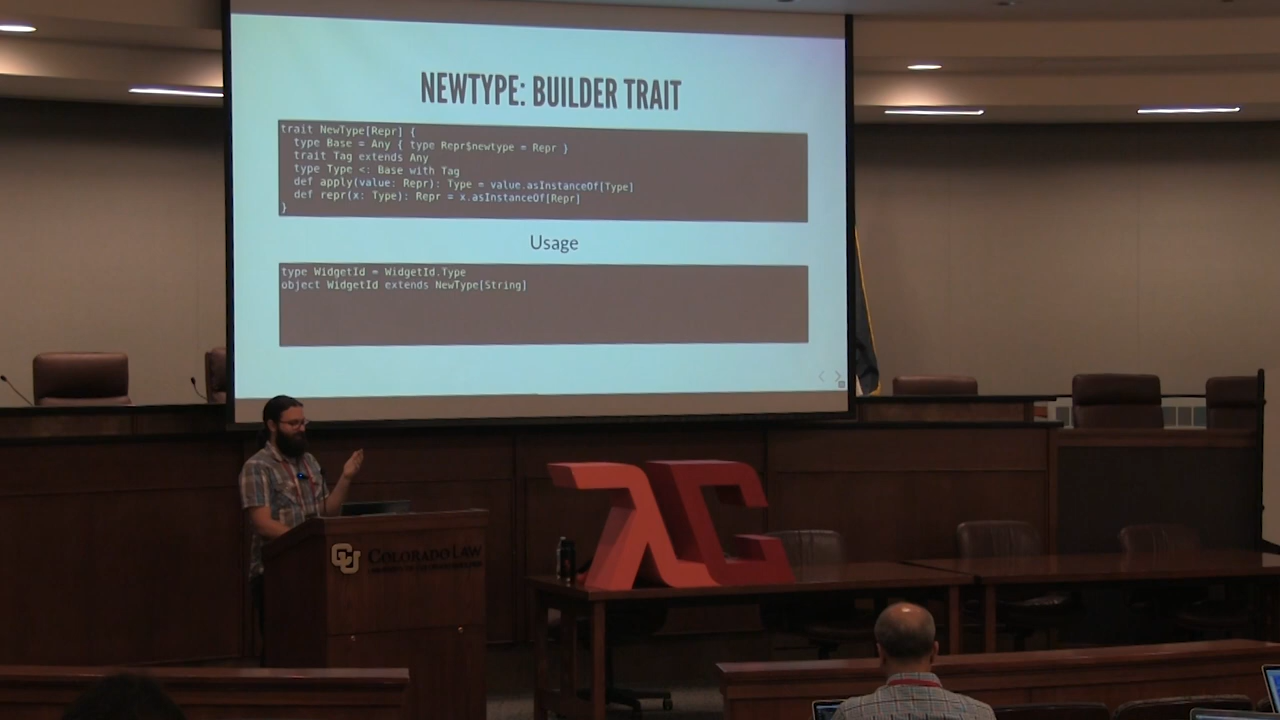 NEWTYPE: BUILDER TRAIT
trait NewType[Repr] {
  type Base = Any { type Repr$newtype = Repr }
  trait Tag extends Any
  type Type <: Base with Tag
  def apply(value: Repr): Type = value.asInstanceOf[Type]
  def repr(x: Type): Repr = x.asInstanceOf[Repr]
}
Usage
type WidgetId = WidgetId.Type
object WidgetId extends NewType[String]
CU
COLORADO LAW
λC